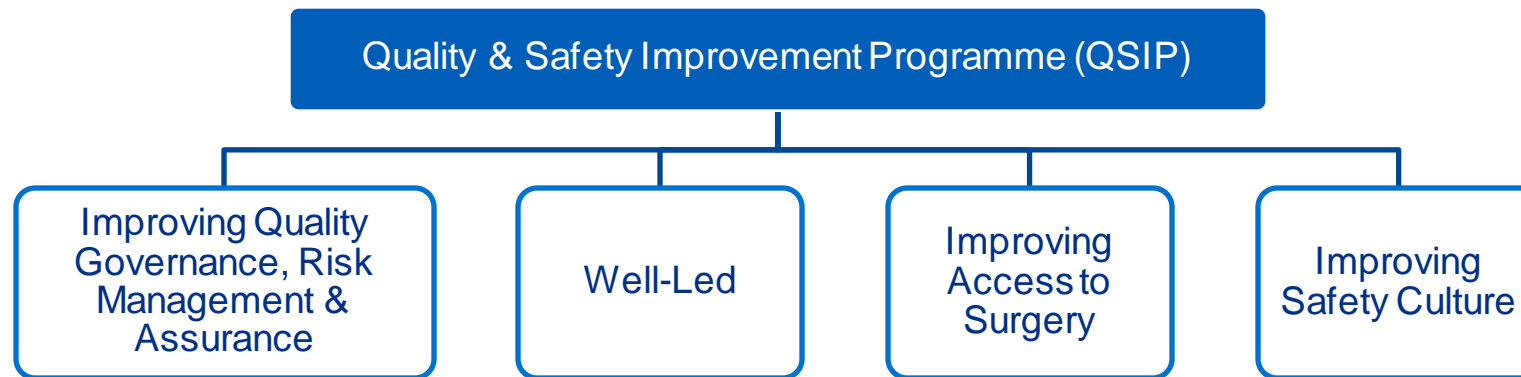 Quality & Safety Improvement Programme (QSIP)
Improving Quality
Governance, Risk
Management &
Assurance
Well-Led
Improving
Access to
Surgery
Improving
Safety Culture